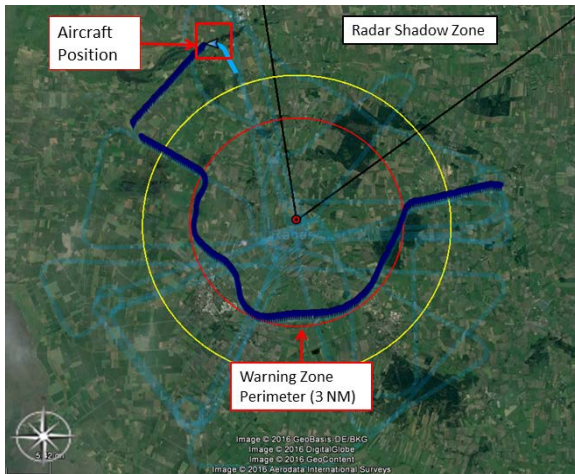 Aircraft
Position
Radar Shadow Zone
Radar
Warning Zone
Perimeter (3 NM)
Image © 2016 GeoBasis-DE/BKG
Image © 2016 DigitalGlobe
Image © 2016 GeoContent
Image © 2016 Aerodata International Surveys